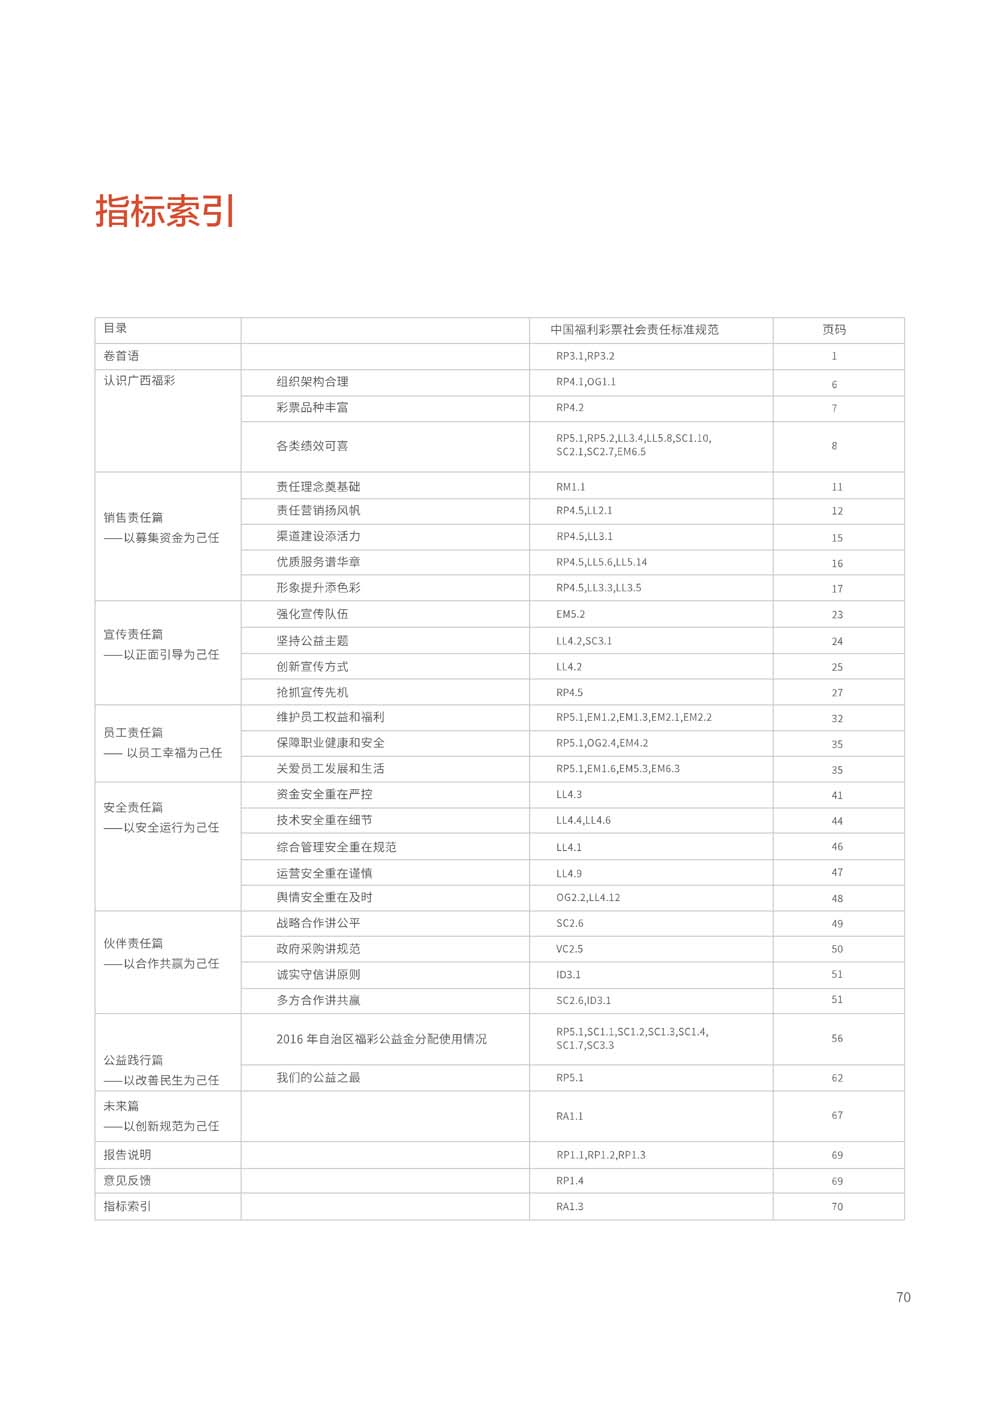 指标索引
目录 中国福利彩票社会责任标准规范 页码
卷首语 RP3.1,RP3.2 1
认识广西福彩 组织架构合理 RP4.1,OG1.1 6
彩票品种丰富 RP4.2 7
各类绩效可喜 RP5.1,RP5.2,LL3.4,LL5.8,SC1.10, 8
SC2.1,SC2.7,EM6.5
销售责任篇
——以募集资金为己任
责任理念奠基础 RM1.1 11
责任营销扬风帆 RP4.5,LL2.1 12
渠道建设添活力 RP4.5,LL3.1 15
优质服务谱华章 RP4.5,LL5.6,LL5.14 16
形象提升添色彩 RP4.5,LL3.3,LL3.5 17
宣传责任篇
——以正面引导为己任
强化宣传队伍 EM5.2 23
坚持公益主题 LL4.2,SC3.1 24
创新宣传方式 LL4.2 25
抢抓宣传先机 RP4.5 27
员工责任篇
—— 以员工幸福为己任
维护员工权益和福利 RP5.1,EM1.2,EM1.3,EM2.1,EM2.2 32
保障职业健康和安全 RP5.1,OG2.4,EM4.2 35
关爱员工发展和生活 RP5.1,EM1.6,EM5.3,EM6.3 35
安全责任篇
——以安全运行为己任
资金安全重在严控 LL4.3 41
技术安全重在细节 LL4.4,LL4.6 44
综合管理安全重在规范 LL4.1 46
运营安全重在谨慎 LL4.9 47
舆情安全重在及时 OG2.2,LL4.12 48
伙伴责任篇
——以合作共赢为己任
战略合作讲公平 SC2.6 49
政府采购讲规范 VC2.5 50
诚实守信讲原则 ID3.1 51
多方合作讲共赢 SC2.6,ID3.1 51
公益践行篇
——以改善民生为己任
2016 年自治区福彩公益金分配使用情况 RP5.1,SC1.1,SC1.2,SC1.3,SC1.4, 56
SC1.7,SC3.3
我们的公益之最 RP5.1 62
未来篇
——以创新规范为己任
RA1.1 67
报告说明 RP1.1,RP1.2,RP1.3 69
意见反馈 RP1.4 69
指标索引 RA1.3 70
70